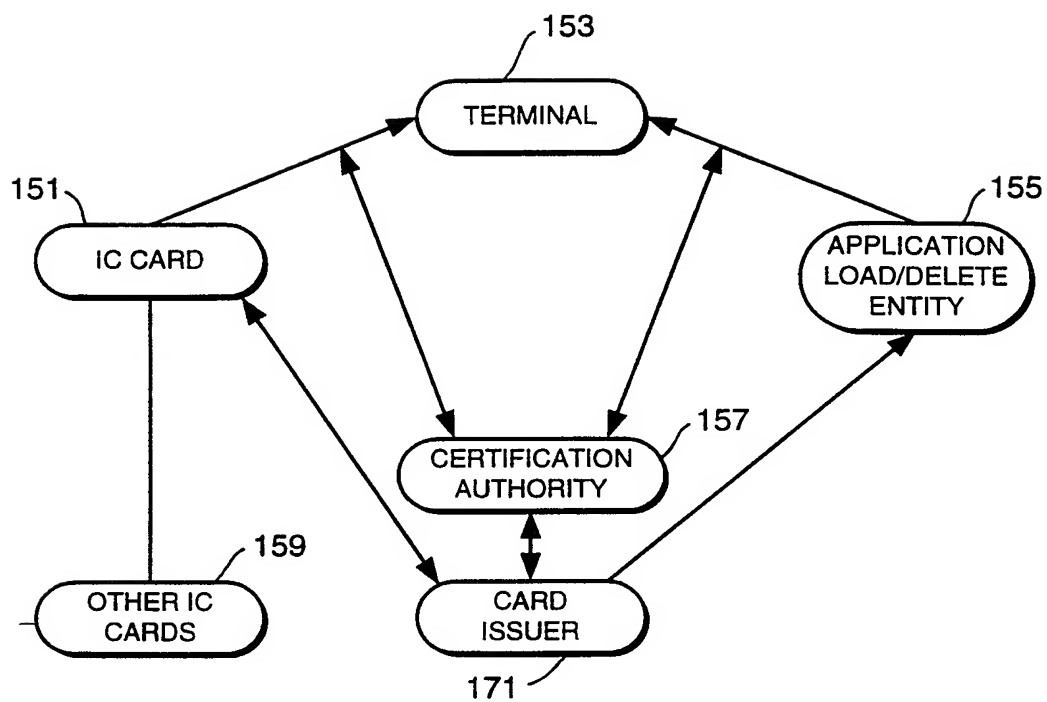 153
TERMINAL
151
155
IC CARD
APPLICATION
LOAD/DELETE
ENTITY
157
CERTIFICATION
AUTHORITY
159
OTHER IC
CARDS
CARD
ISSUER
171